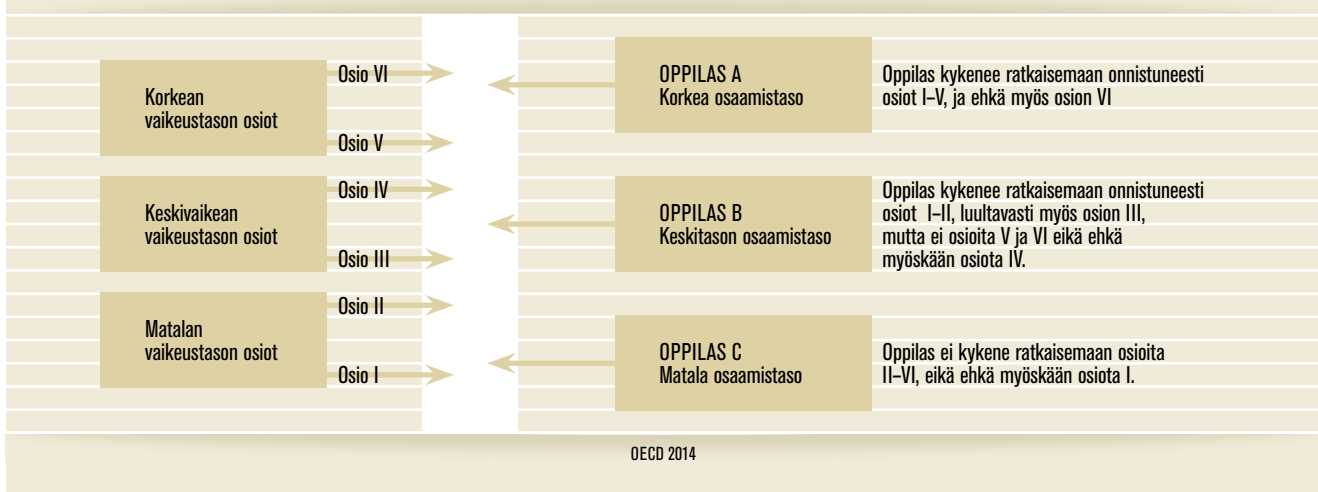 Korkean
vaikeustason osiot
Osio VI
Osio V
Keskivaikean
vaikeustason osiot
Osio IV
Osio III
Matalan
vaikeustason osiot
Osio II
Osio I
OPPILAS A
Korkea osaamistaso
Oppilas kykenee ratkaisemaan onnistuneesti
osiot I–V, ja ehkä myös osion VI
OPPILAS B
Keskitason osaamistaso
Oppilas kykenee ratkaisemaan onnistuneesti
osiot I–II, luultavasti myös osion III,
mutta ei osioita V ja VI eikä ehkä
myöskään osiota IV.
OPPILAS C
Matala osaamistaso
Oppilas ei kykene ratkaisemaan osioita
II–VI, eikä ehkä myöskään osiota I.
OECD 2014